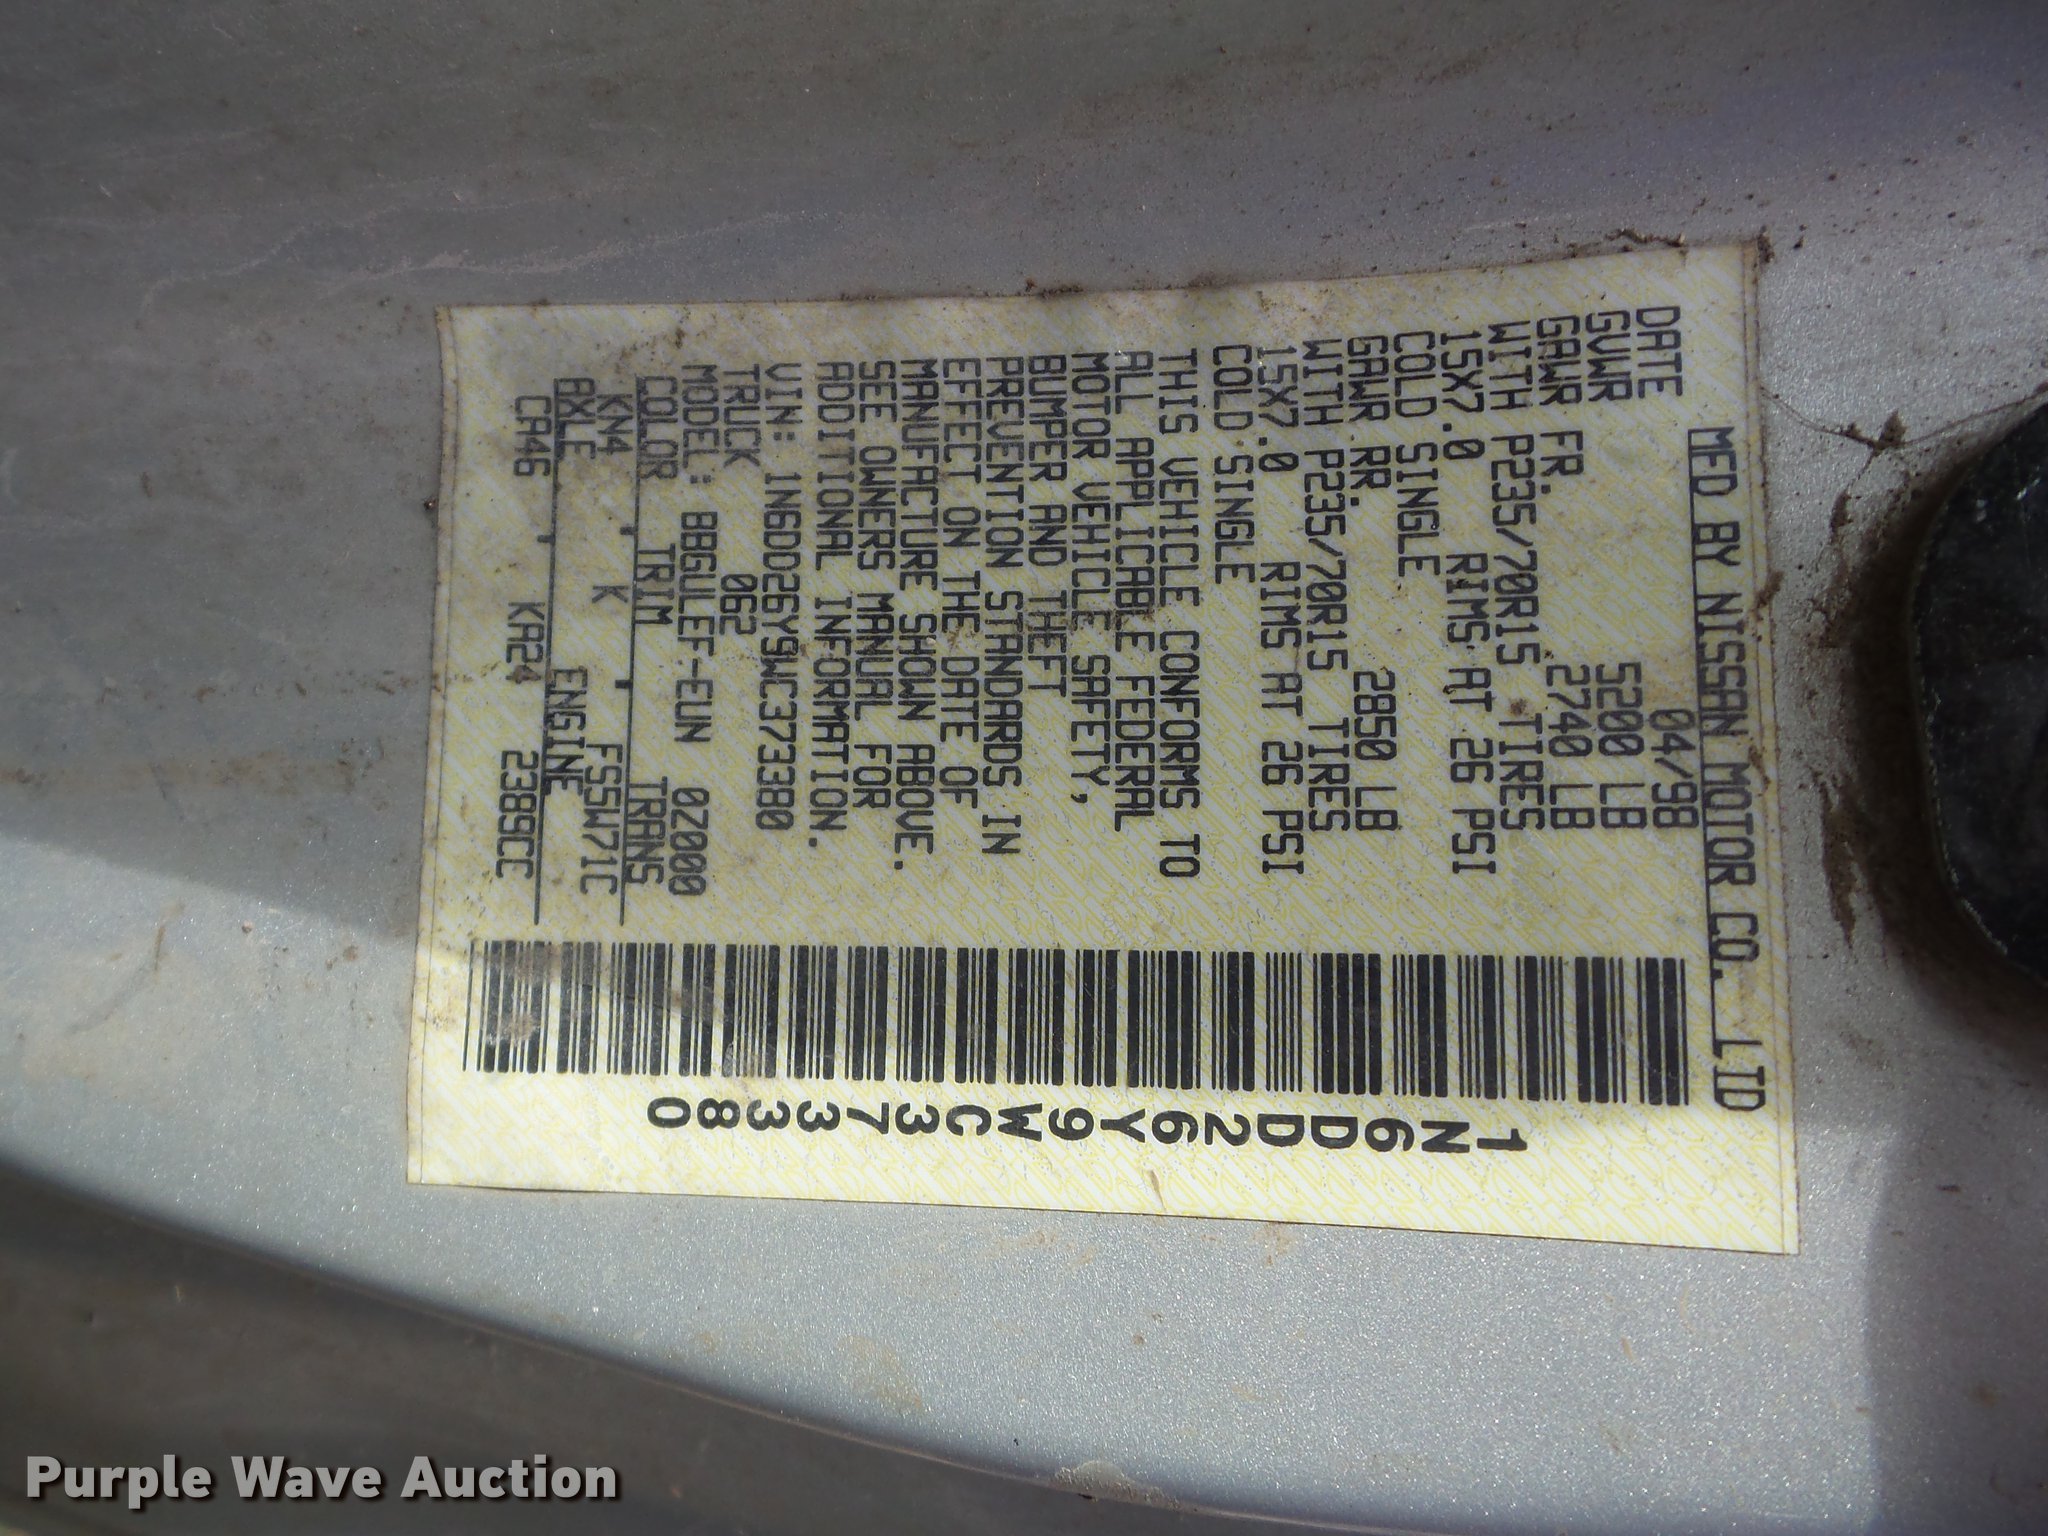 MFD BY NISSAN MOTOR CO. LTD
DATE 04/98
GVWR 5200 LB
GAWR FR. 2740 LB
WITH P235/70R15 TIRES
15X7.0 RIMS AT 26 PSI
COLD SINGLE
GAWR RR. 2850 LB
WITH P235/70R15 TIRES
15X7.0 RIMS AT 26 PSI
COLD SINGLE
THIS VEHICLE CONFORMS TO
ALL APPLICABLE FEDERAL
MOTOR VEHICLE SAFETY,
BUMPER AND THEFT
PREVENTION STANDARDS IN
EFFECT ON THE DATE OF
MANUFACTURE SHOWN ABOVE.
SEE OWNERS MANUAL FOR
ADDITIONAL INFORMATION.
VIN: 1N6DD26Y9WC373380
TRUCK 062
MODEL: BBGULEF-EUN 0Z000
COLOR TRIM TRANS
KN4 K FS5W71C
AXLE ENGINE
CA46 KA24 2389CC
1N6DD26Y9WC373380
Purple Wave Auction